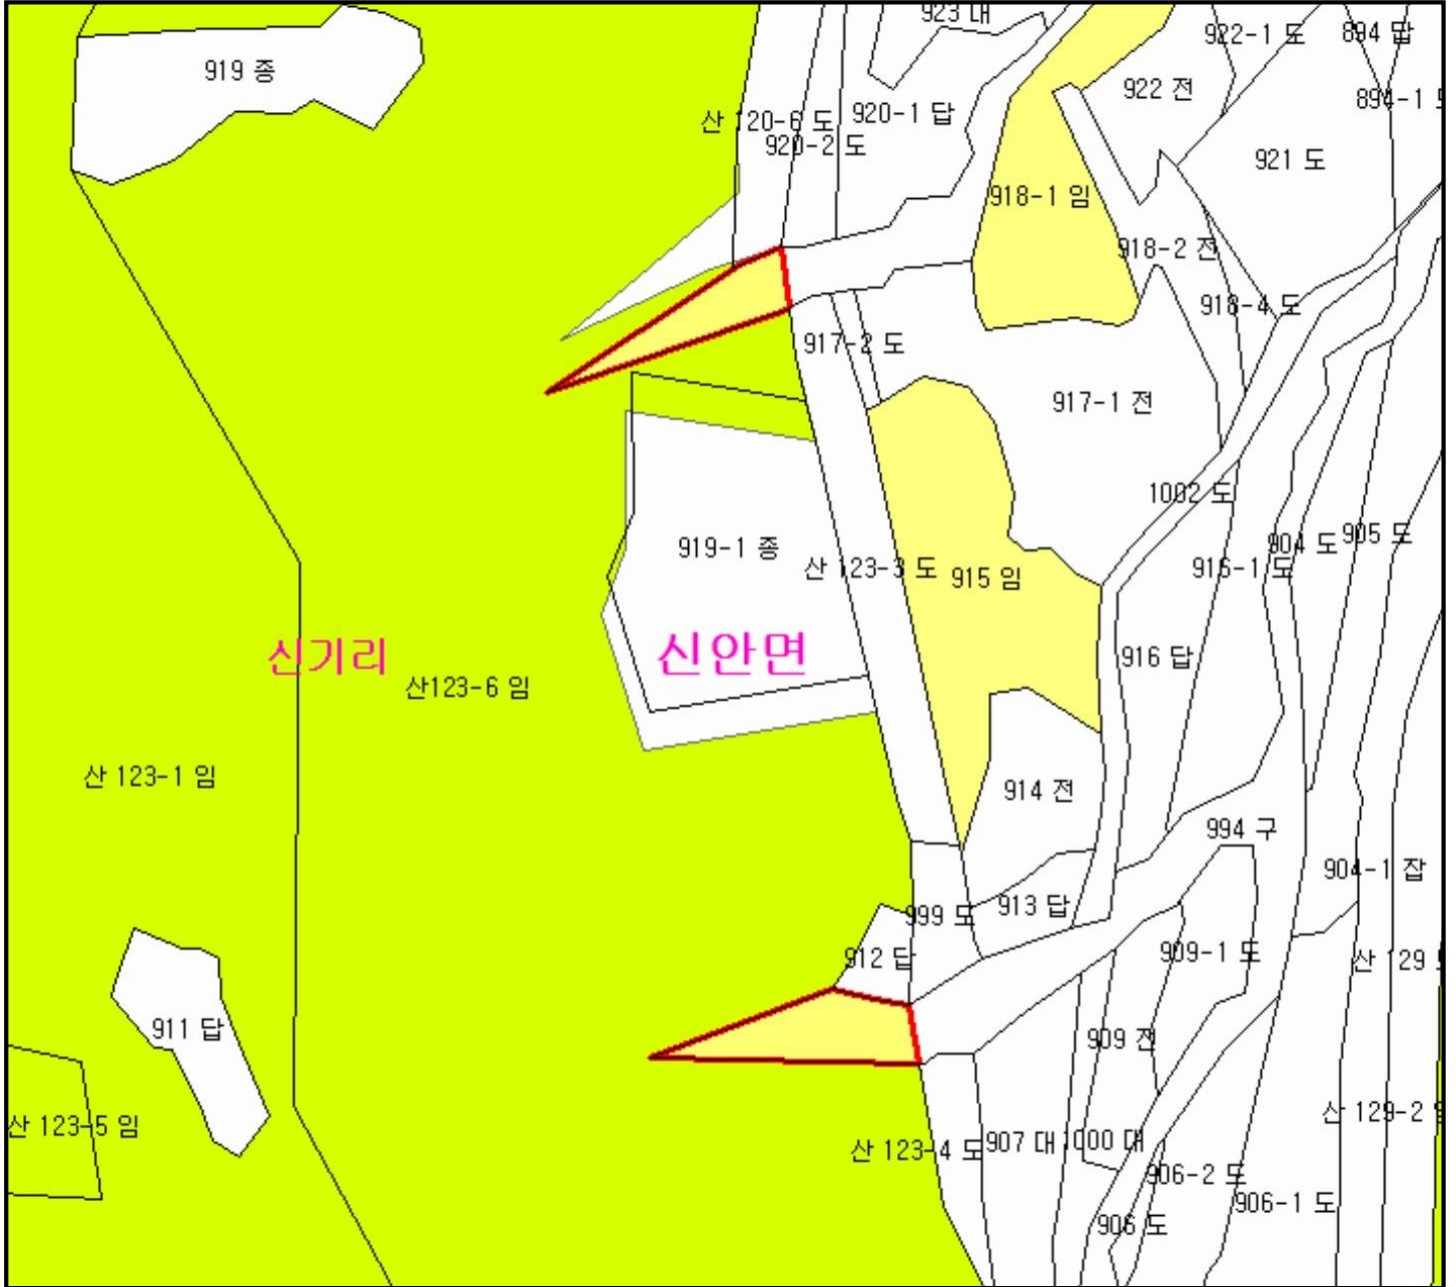 923 대
922-1 도
894 답
919 종
922 전
894-1
920-1 답
산 120-6 도
920-2 도
921 도
918-1 임
918-2 전
918-4 도
917-2 도
917-1 전
1002 도
904 도
905 도
919-1 종
산 123-3 도
915 임
916-1 도
신기리
신안면
916 답
산123-6 임
산 123-1 임
914 전
994 구
904-1 잡
999 도
913 답
912 답
909-1 도
산 129
911 답
909 전
산 123-5 임
산 129-2
산 123-4 도
907 대
1000 대
906-2 도
906-1 도
906 도